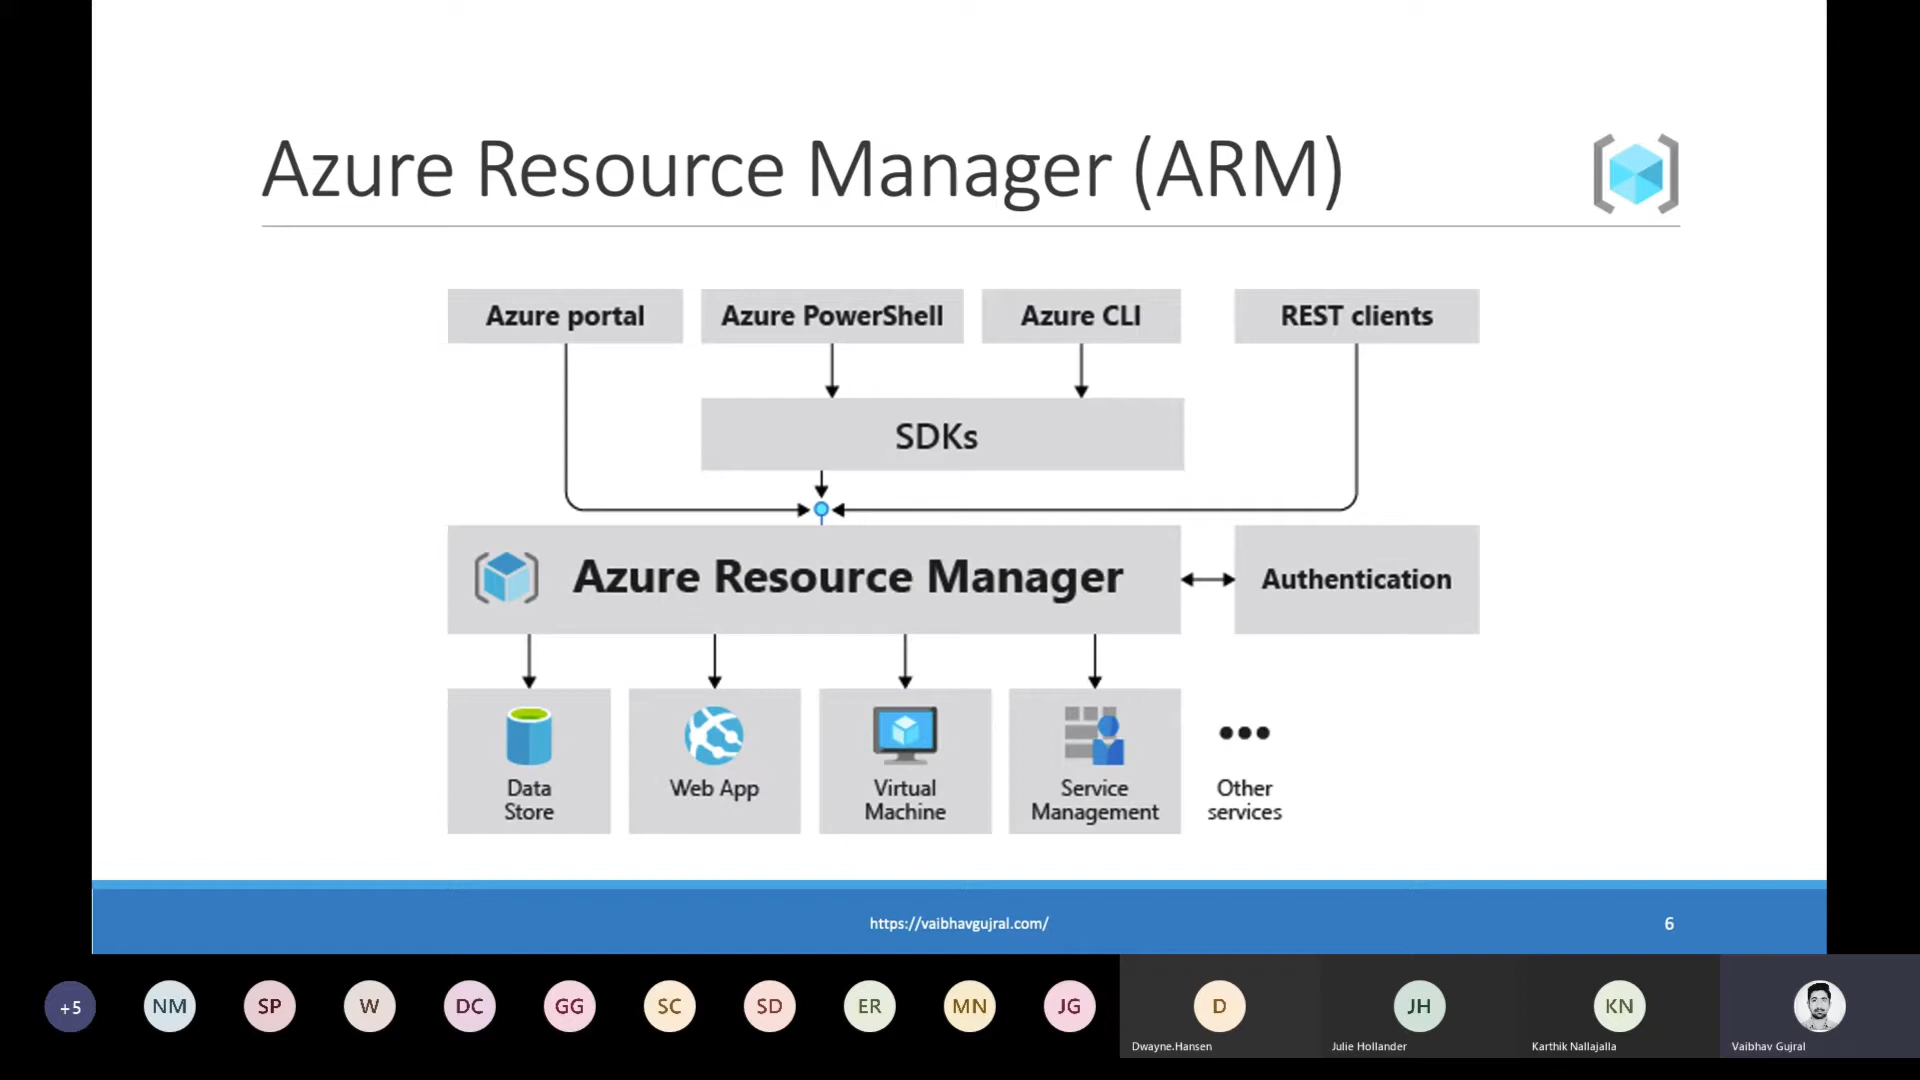 Azure Resource Manager (ARM)
Azure portal
Azure PowerShell
Azure CLI
REST clients
SDKs
Azure Resource Manager
Authentication
Data
Store
Web App
Virtual
Machine
Service
Management
Other
services
https://vaibhavgujral.com/
6
+5
NM
SP
W
DC
GG
SC
SD
ER
MN
JG
D
JH
KN
Dwayne.Hansen
Julie Hollander
Karthik Nallajalla
Vaibhav Gujral